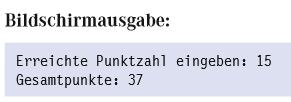 Bildschirmausgabe:
Erreichte Punktzahl eingeben: 15
Gesamtpunkte: 37